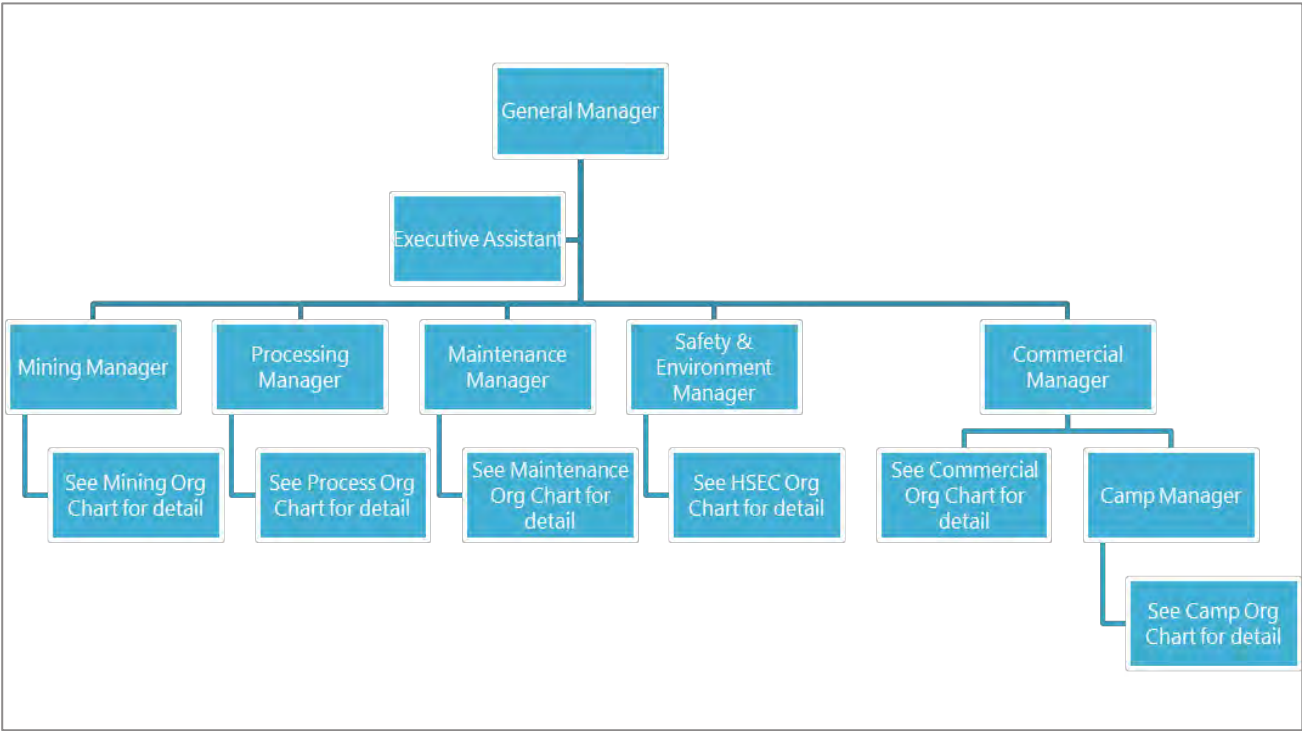 General Manager
Executive Assistant
Mining Manager
Processing
Manager
Maintenance
Manager
Safety &
Environment
Manager
Commercial
Manager
See Mining Org
Chart for detail
See Process Org
Chart for detail
See Maintenance
Org Chart for
detail
See HSEC Org
Chart for detail
See Commercial
Org Chart for
detail
Camp Manager
See Camp Org
Chart for detail